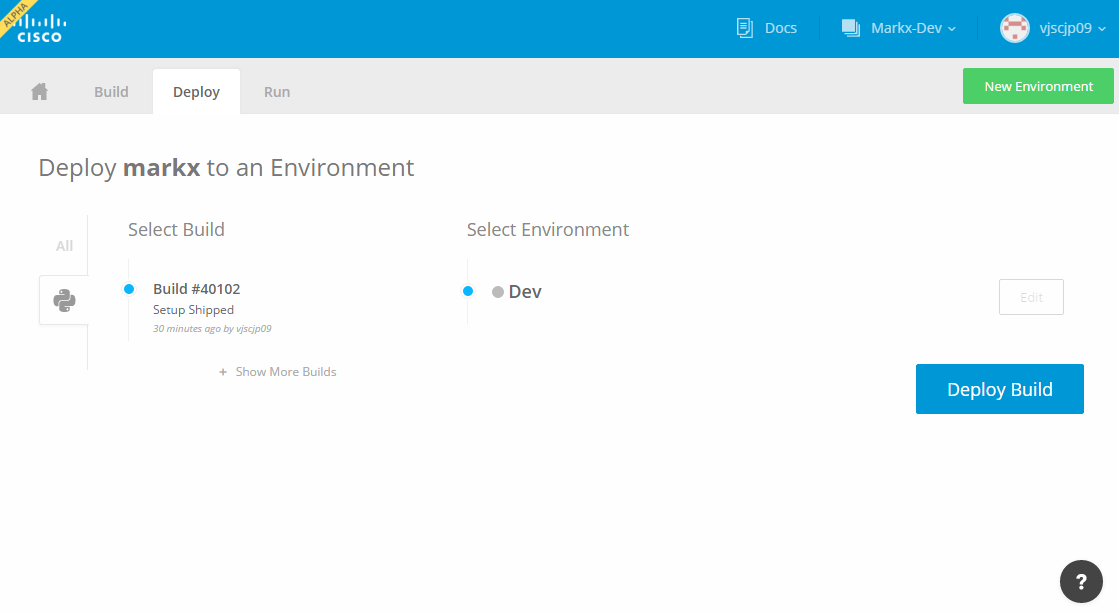 ALPHA
CISCO
Docs
Markx-Dev
vjscjp09
Build
Deploy
Run
New Environment
Deploy markx to an Environment
Select Build
Select Environment
All
Build #40102
Setup Shipped
30 minutes ago by vjscjp09
Dev
Edit
+ Show More Builds
Deploy Build
?